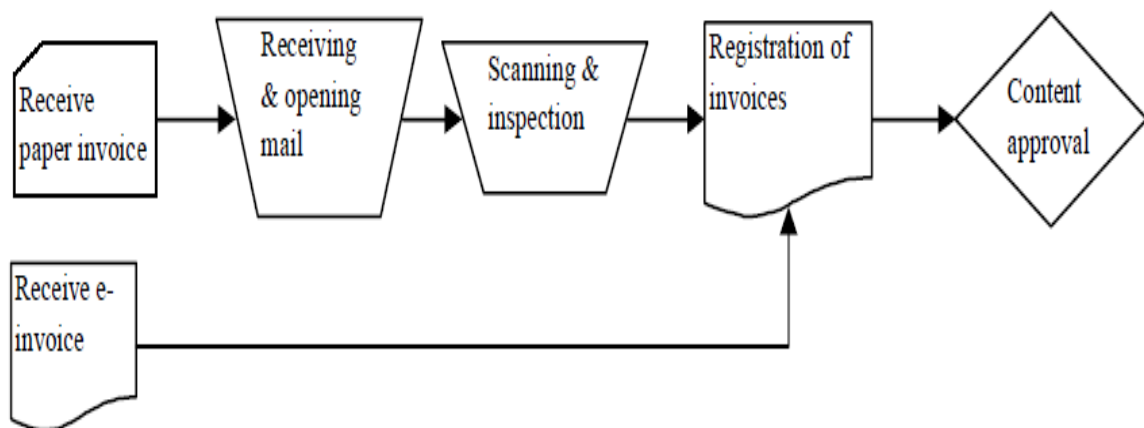 Receive
paper invoice
Receiving
& opening
mail
Scanning &
inspection
Registration of
invoices
Content
approval
Receive e-
invoice